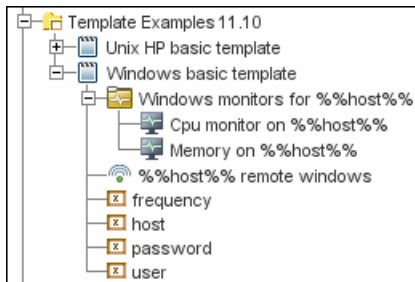 Template Examples 11.10
Unix HP basic template
Windows basic template
Windows monitors for %%host%%
Cpu monitor on %%host%%
Memory on %%host%%
%%host%% remote windows
frequency
host
password
user